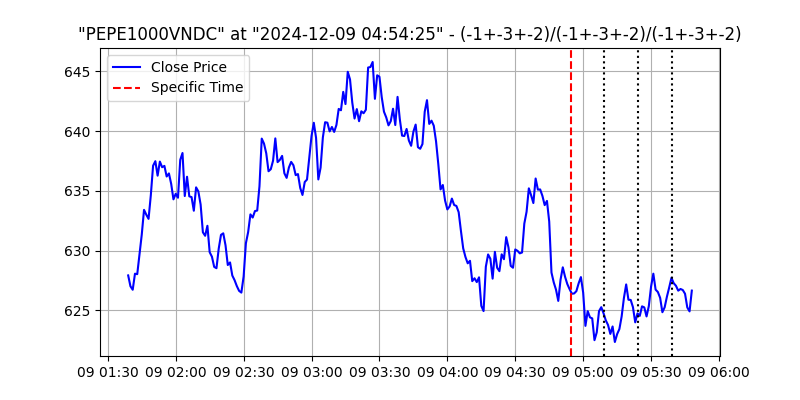 "PEPE1000VNDC" at "2024-12-09 04:54:25" - (-1+-3+-2)/(-1+-3+-2)/(-1+-3+-2)
Close Price
Specific Time
645
640
635
630
625
09 01:30 09 02:00 09 02:30 09 03:00 09 03:30 09 04:00 09 04:30 09 05:00 09 05:30 09 06:00